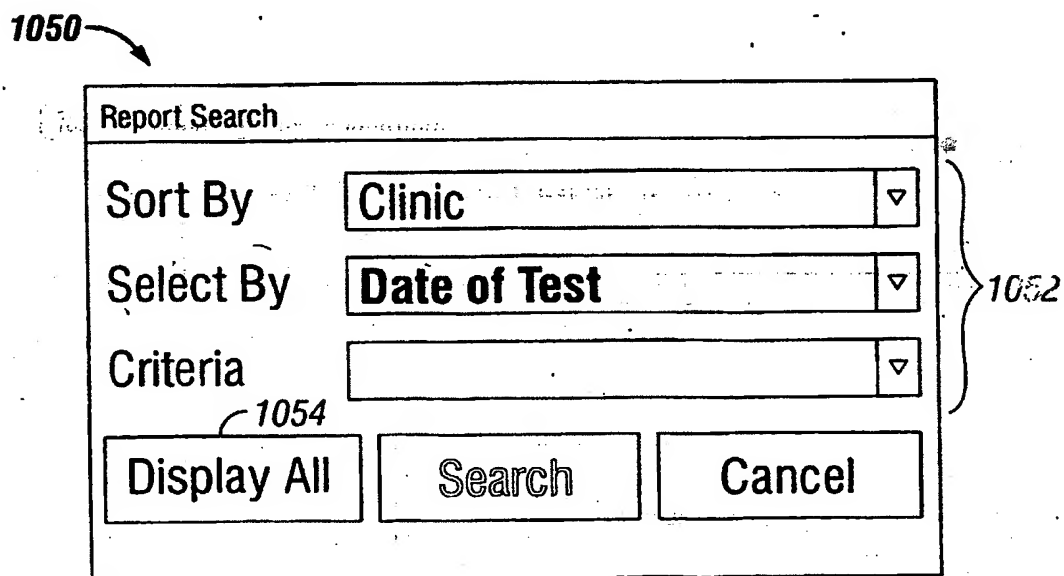 1050
Report Search
Sort By Clinic
Select By Date of Test
1052
Criteria
1054
Display All Search Cancel